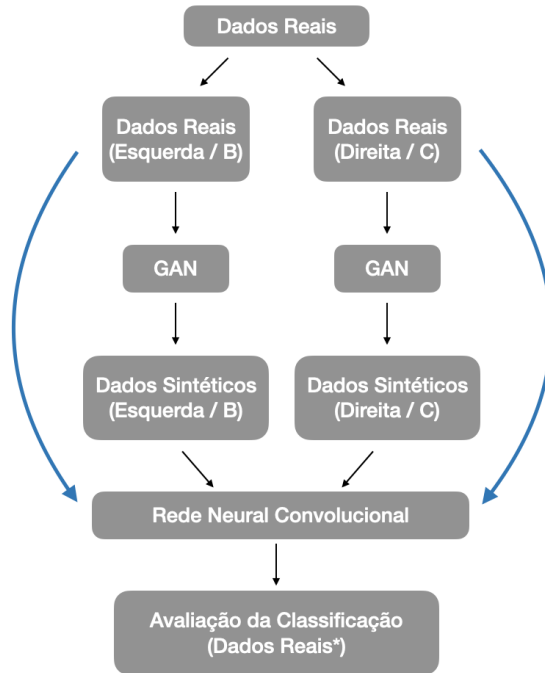 Dados Reais
Dados Reais
(Esquerda / B)
Dados Reais
(Direita / C)
GAN
GAN
Dados Sintéticos
(Esquerda / B)
Dados Sintéticos
(Direita / C)
Rede Neural Convolucional
Avaliação da Classificação
(Dados Reais*)